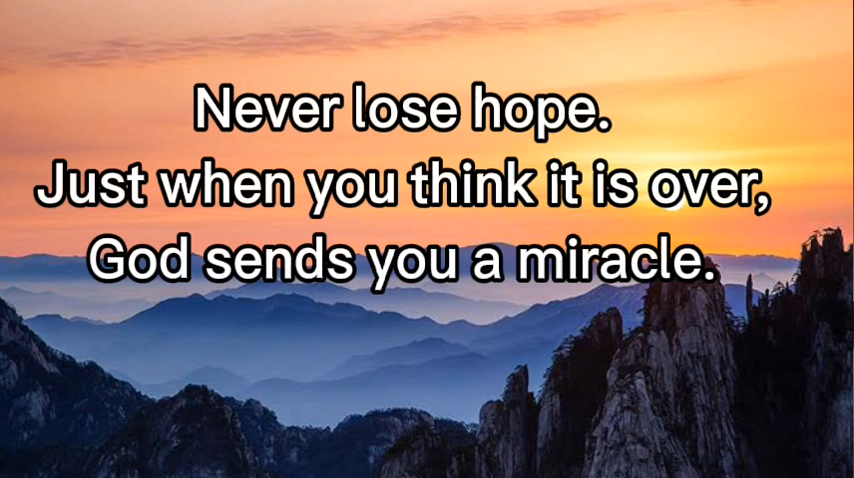 Never lose hope.
Just when you think it is over,
God sends you a miracle.